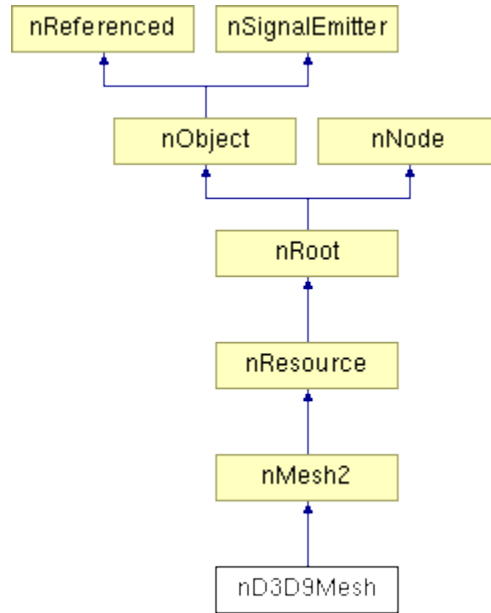 nReferenced
nSignalEmitter
nObject
nNode
nRoot
nResource
nMesh2
nD3D9Mesh